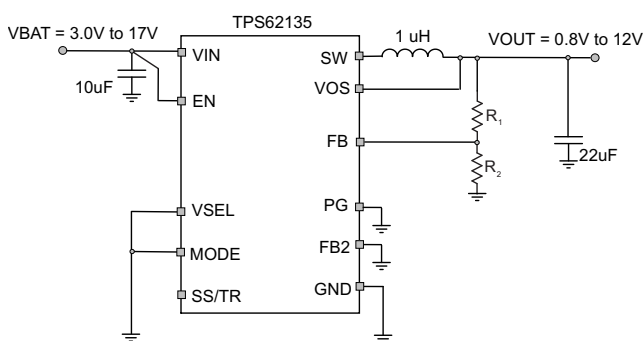 TPS62135
VBAT = 3.0V to 17V
VIN
10uF
EN
VSEL
MODE
SS/TR
SW
1 uH
VOUT = 0.8V to 12V
VOS
R1
FB
R2
22uF
PG
FB2
GND